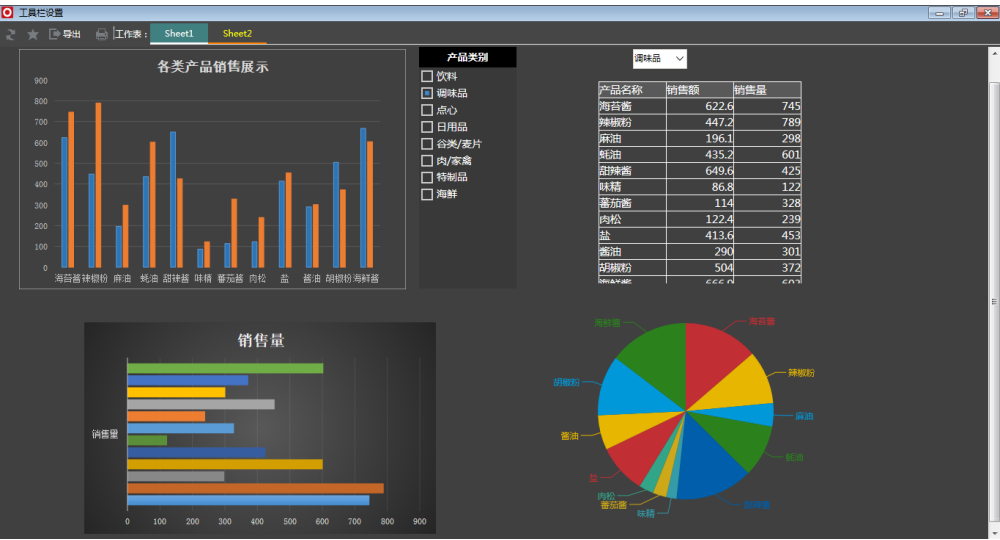 工具栏设置
导出 工作表： Sheet1 Sheet2
各类产品销售展示
900
800
700
600
500
400
300
200
100
0
海苔酱 辣椒粉 麻油 蚝油 甜辣酱 味精 蕃茄酱 肉松 盐 酱油 胡椒粉 海鲜酱
产品类别
饮料
调味品
点心
日用品
谷类/麦片
肉/家禽
特制品
海鲜
调味品
产品名称 销售额 销售量
海苔酱 622.6 745
辣椒粉 447.2 789
麻油 196.1 298
蚝油 435.2 601
甜辣酱 649.6 425
味精 86.8 122
蕃茄酱 114 328
肉松 122.4 239
盐 413.6 453
酱油 290 301
胡椒粉 504 372
销售量
销售量
0 100 200 300 400 500 600 700 800 900
海鲜酱
海苔酱
辣椒粉
胡椒粉
麻油
酱油
蚝油
盐
肉松
蕃茄酱
味精
甜辣酱